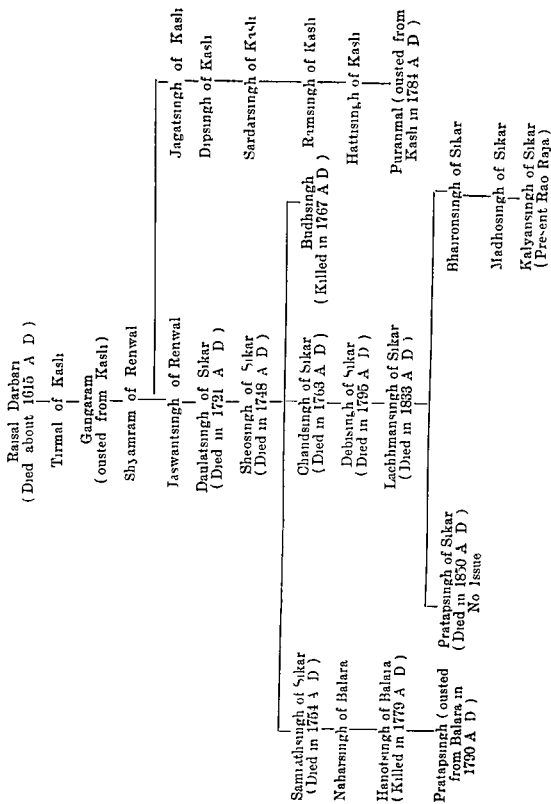 Raisal Darbari
( Died about 1615 A D )
Tirmal of Kasli
Gangaram
( ousted from Kasli )
Shyamram of Renwal
Jaswantsingh of Renwal
Daulatsingh of Sikar
( Died in 1721 A D )
Sheosingh of Sikar
( Died in 1748 A D )
Jagatsingh of Kasli
Dipsingh of Kasli
Sardarsingh of Kasli
Ramsingh of Kasli
Hattisingh of Kasli
Puranmal ( ousted from
Kasli in 1784 A D )
Samrathsingh of Sikar
( Died in 1754 A D )
Naharsingh of Balara
Hanotsingh of Balara
( Killed in 1779 A D )
Pratapsingh ( ousted
from Balara in
1790 A D )
Chandsingh of Sikar
( Died in 1763 A D )
Debisingh of Sikar
( Died in 1795 A D )
Lachhmansingh of Sikar
( Died in 1833 A D )
Budhsingh
( Killed in 1767 A D )
Pratapsingh of Sikar
( Died in 1850 A D )
No Issue
Bhaironsingh of Sikar
Madhosingh of Sikar
Kalyansingh of Sikar
( Present Rao Raja )